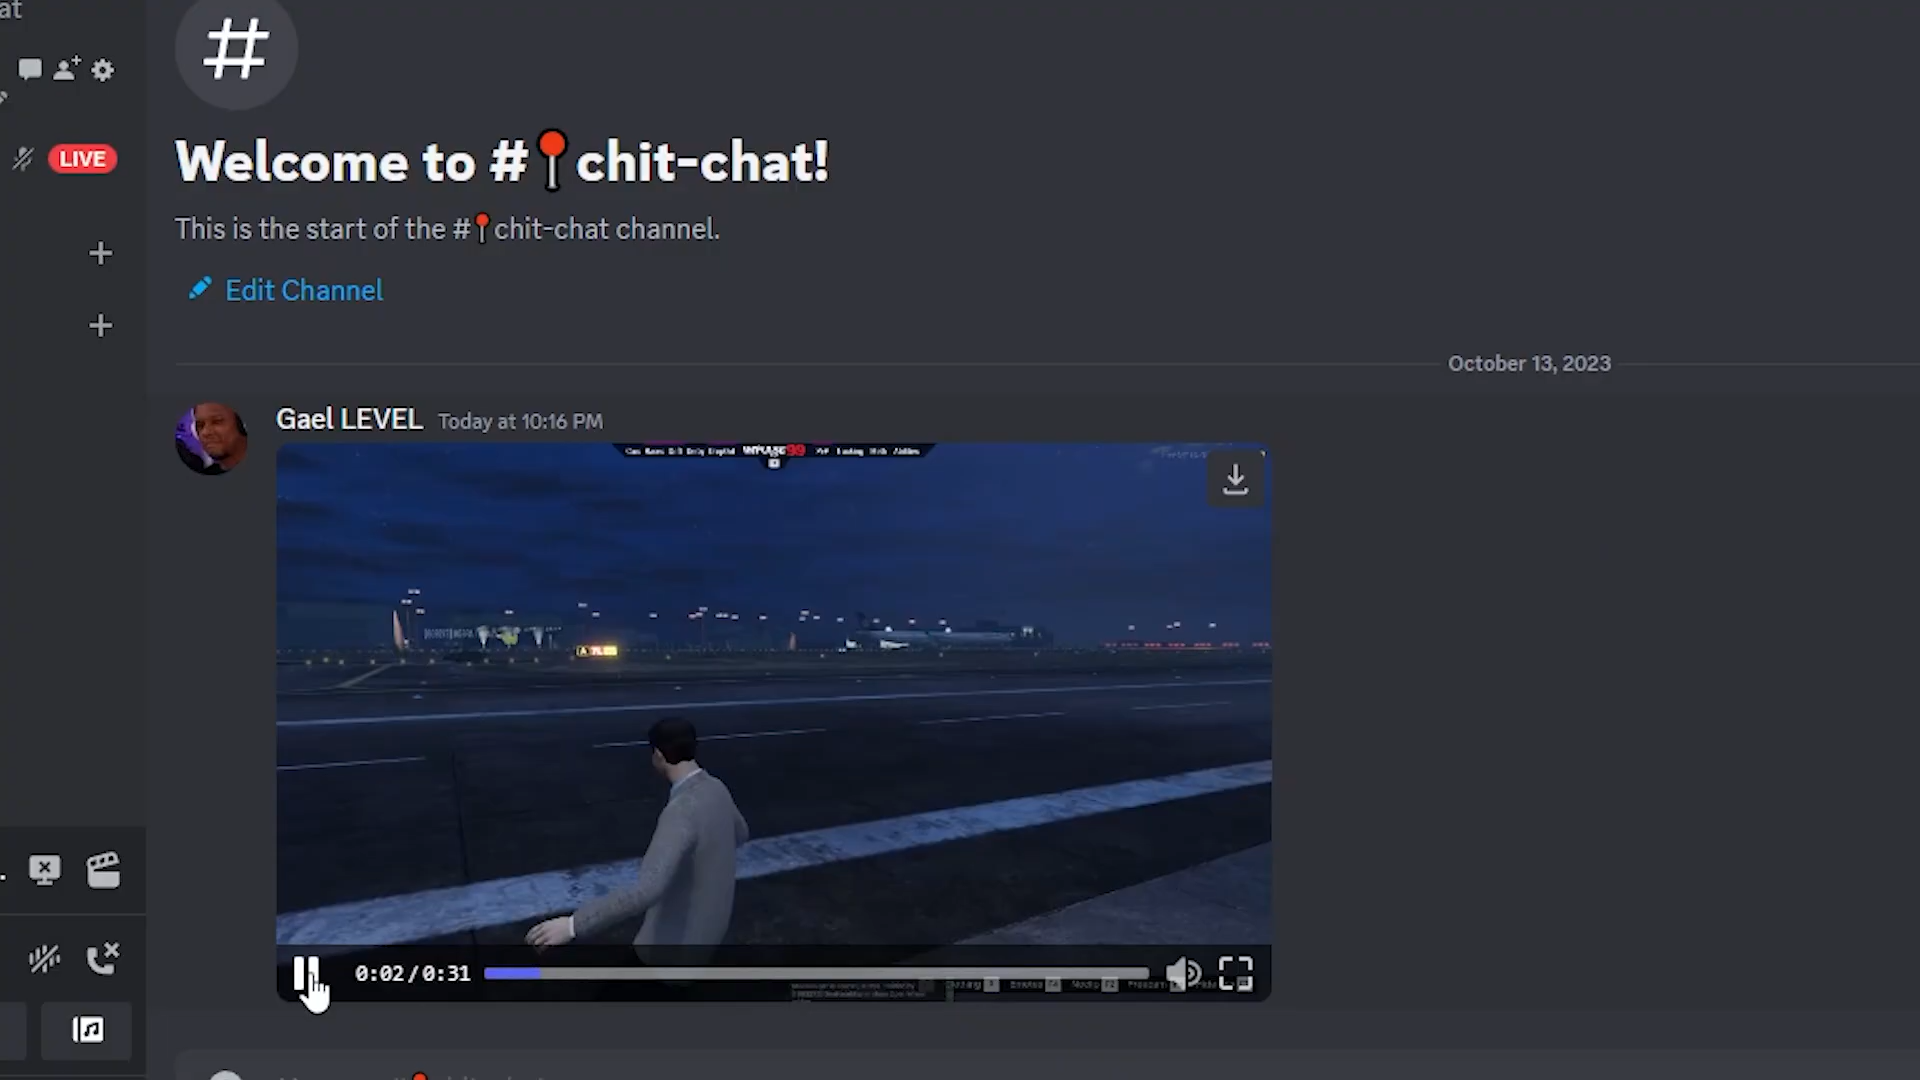 at
LIVE
Welcome to #📍chit-chat!
This is the start of the #📍chit-chat channel.
Edit Channel
October 13, 2023
Gael LEVEL Today at 10:16 PM
0:02/0:31